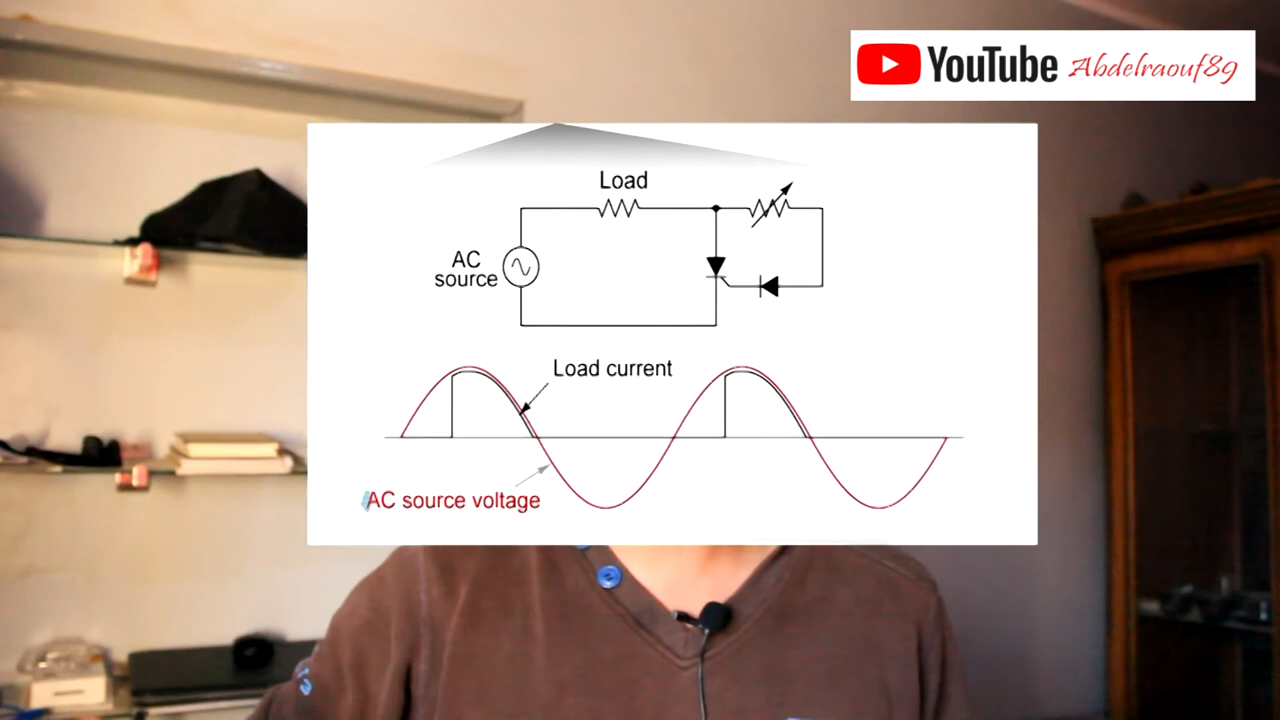 YouTube Abdelraouf89
Load
AC
source
Load current
AC source voltage